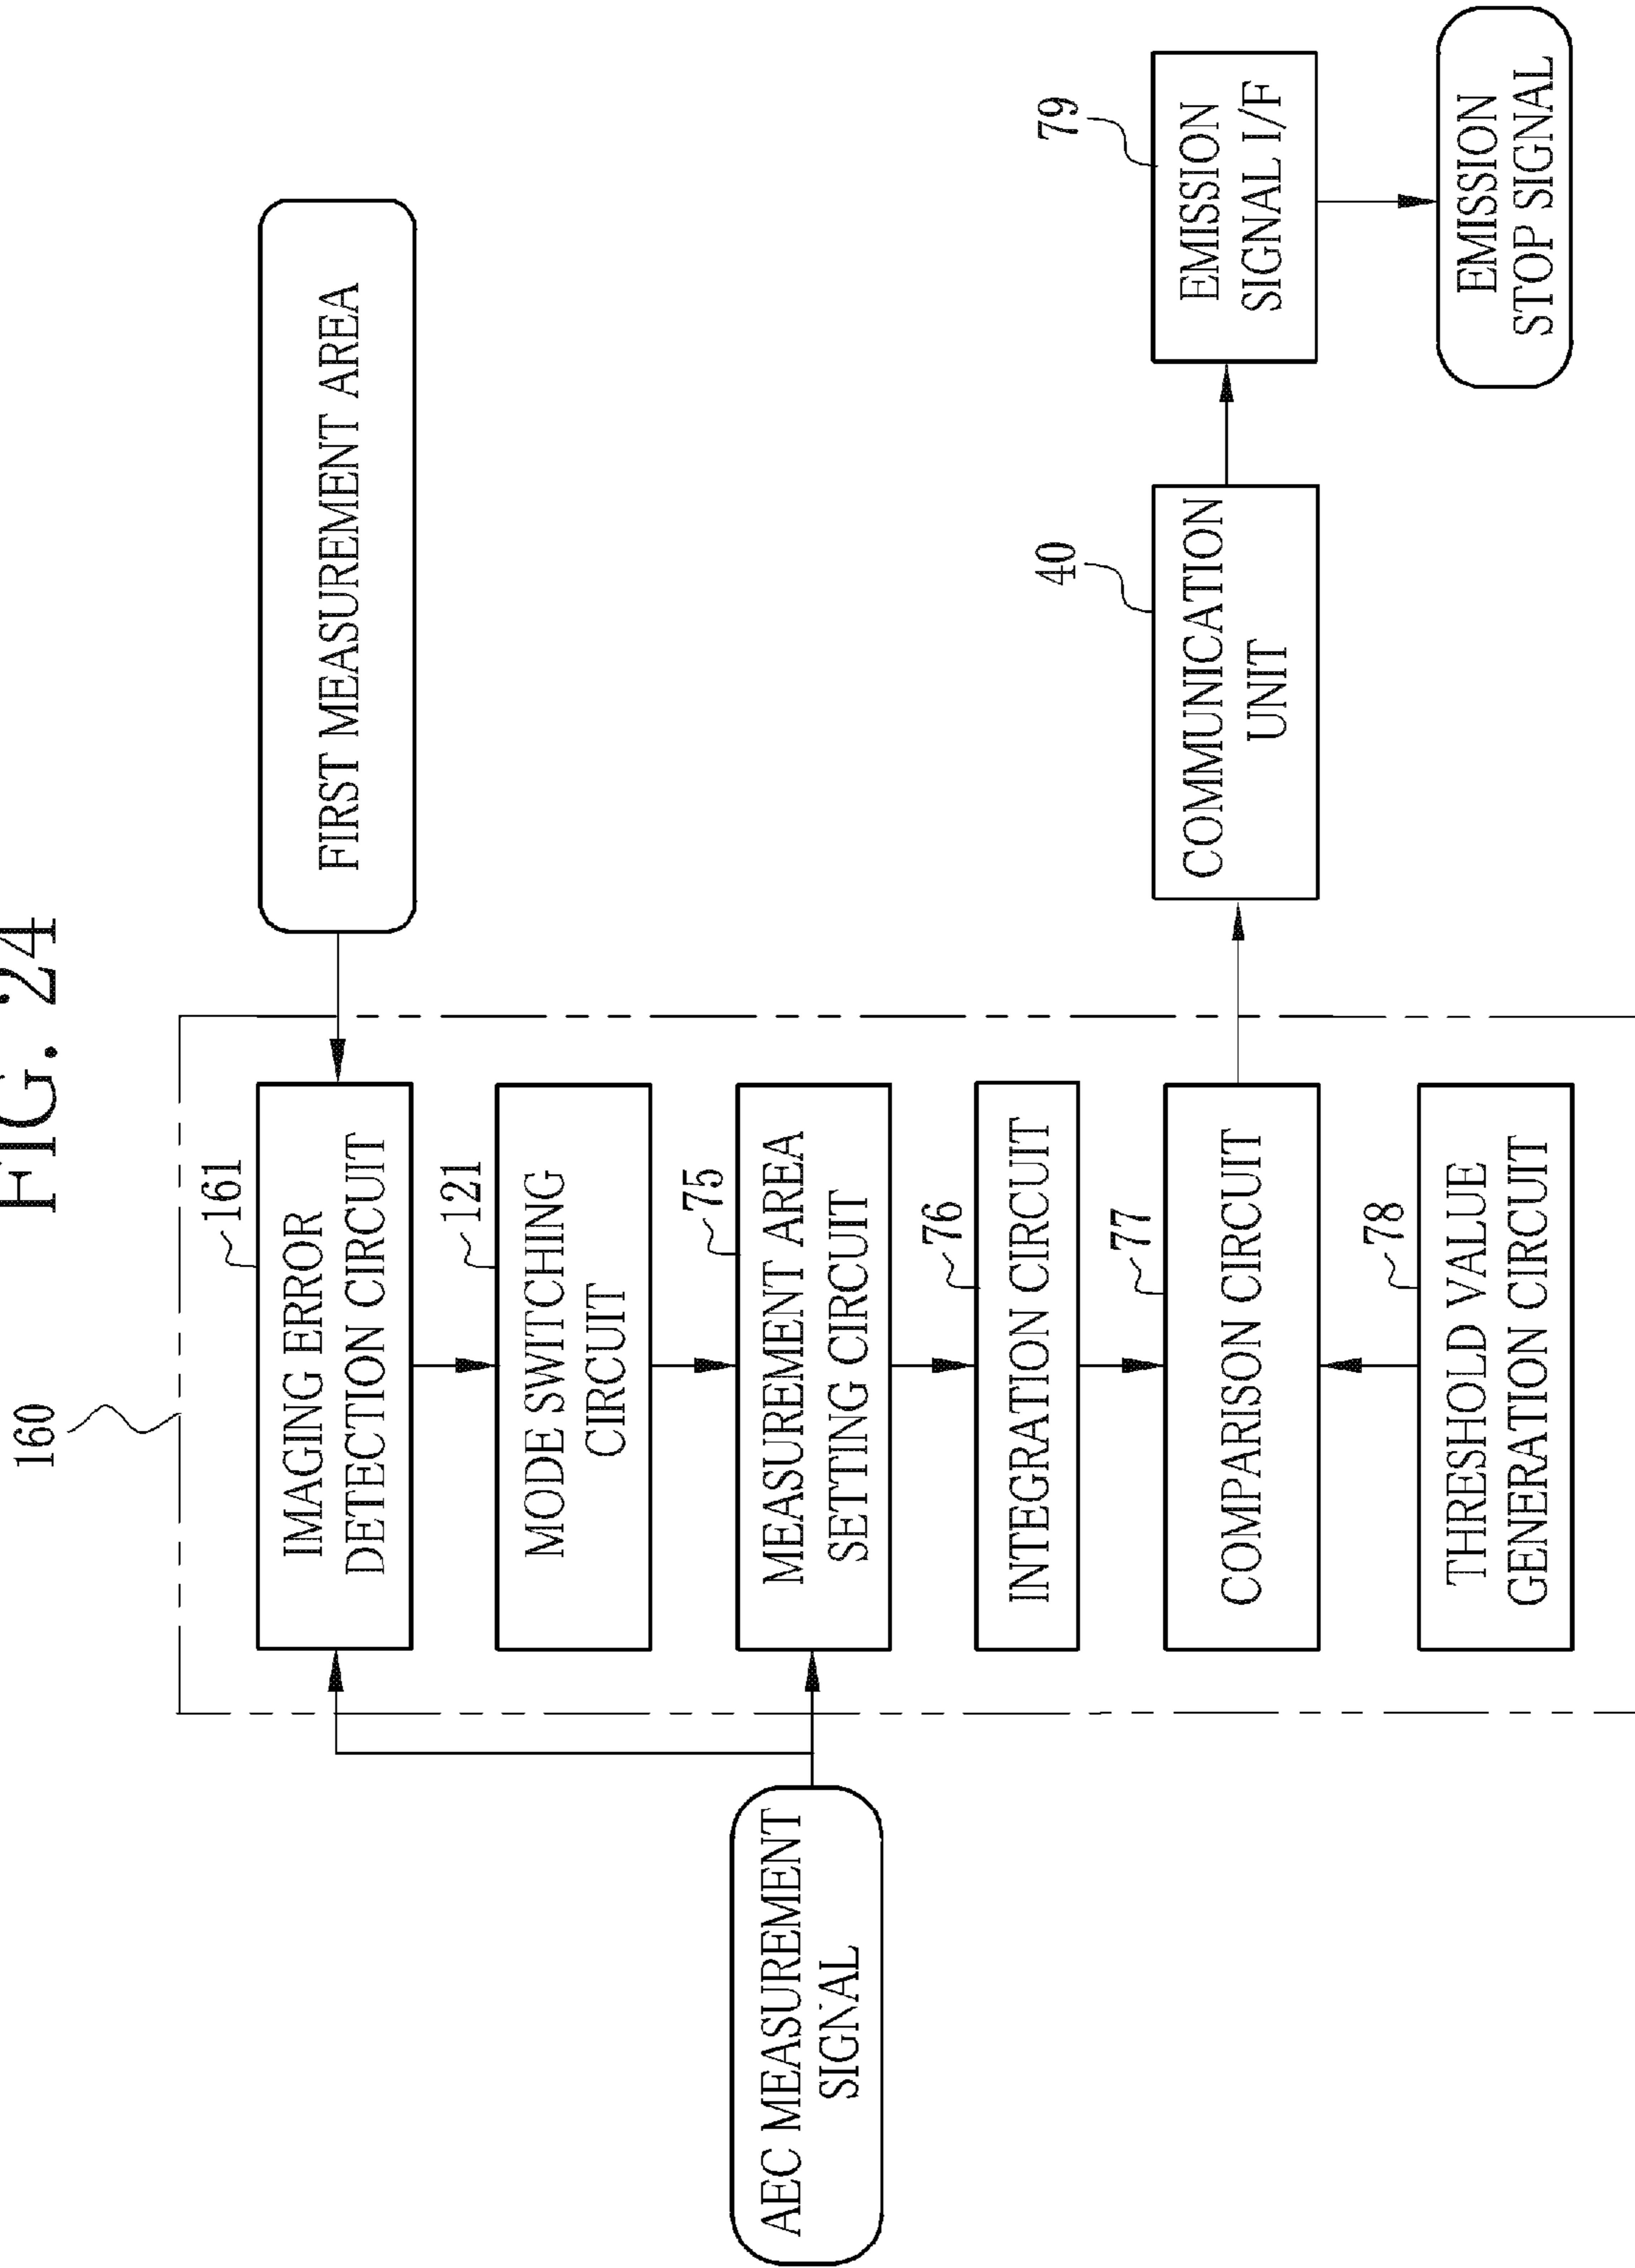 FIG. 24
160
161
IMAGING ERROR
DETECTION CIRCUIT
FIRST MEASUREMENT AREA
121
MODE SWITCHING
CIRCUIT
AEC MEASUREMENT
SIGNAL
75
MEASUREMENT AREA
SETTING CIRCUIT
76
INTEGRATION CIRCUIT
77
COMPARISON CIRCUIT
40
COMMUNICATION
UNIT
79
EMISSION
SIGNAL I/F
78
THRESHOLD VALUE
GENERATION CIRCUIT
EMISSION
STOP SIGNAL